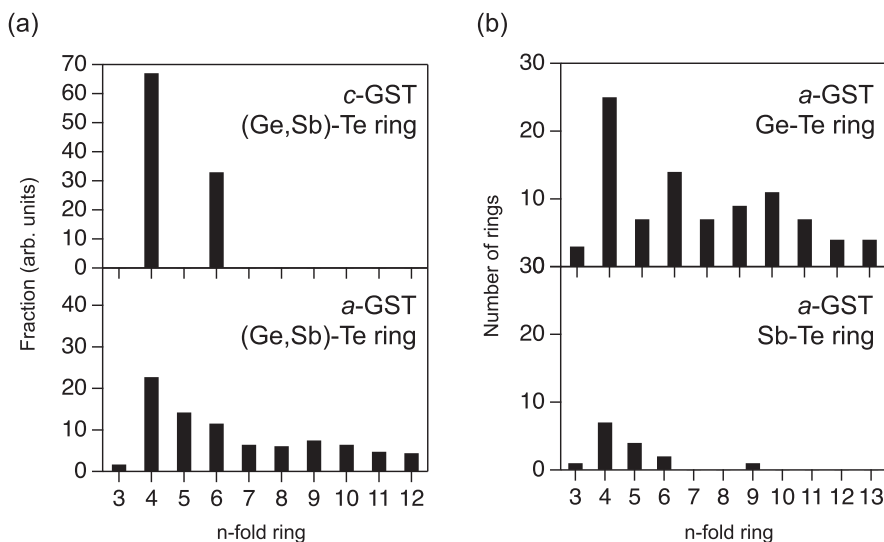 (a)
70
60
50
40
30
20
10
0
c-GST
(Ge,Sb)-Te ring
40
30
20
10
0
a-GST
(Ge,Sb)-Te ring
Fraction (arb. units)
3 4 5 6 7 8 9 10 11 12
n-fold ring
(b)
30
20
10
30
a-GST
Ge-Te ring
20
10
0
a-GST
Sb-Te ring
Number of rings
3 4 5 6 7 8 9 10 11 12 13
n-fold ring